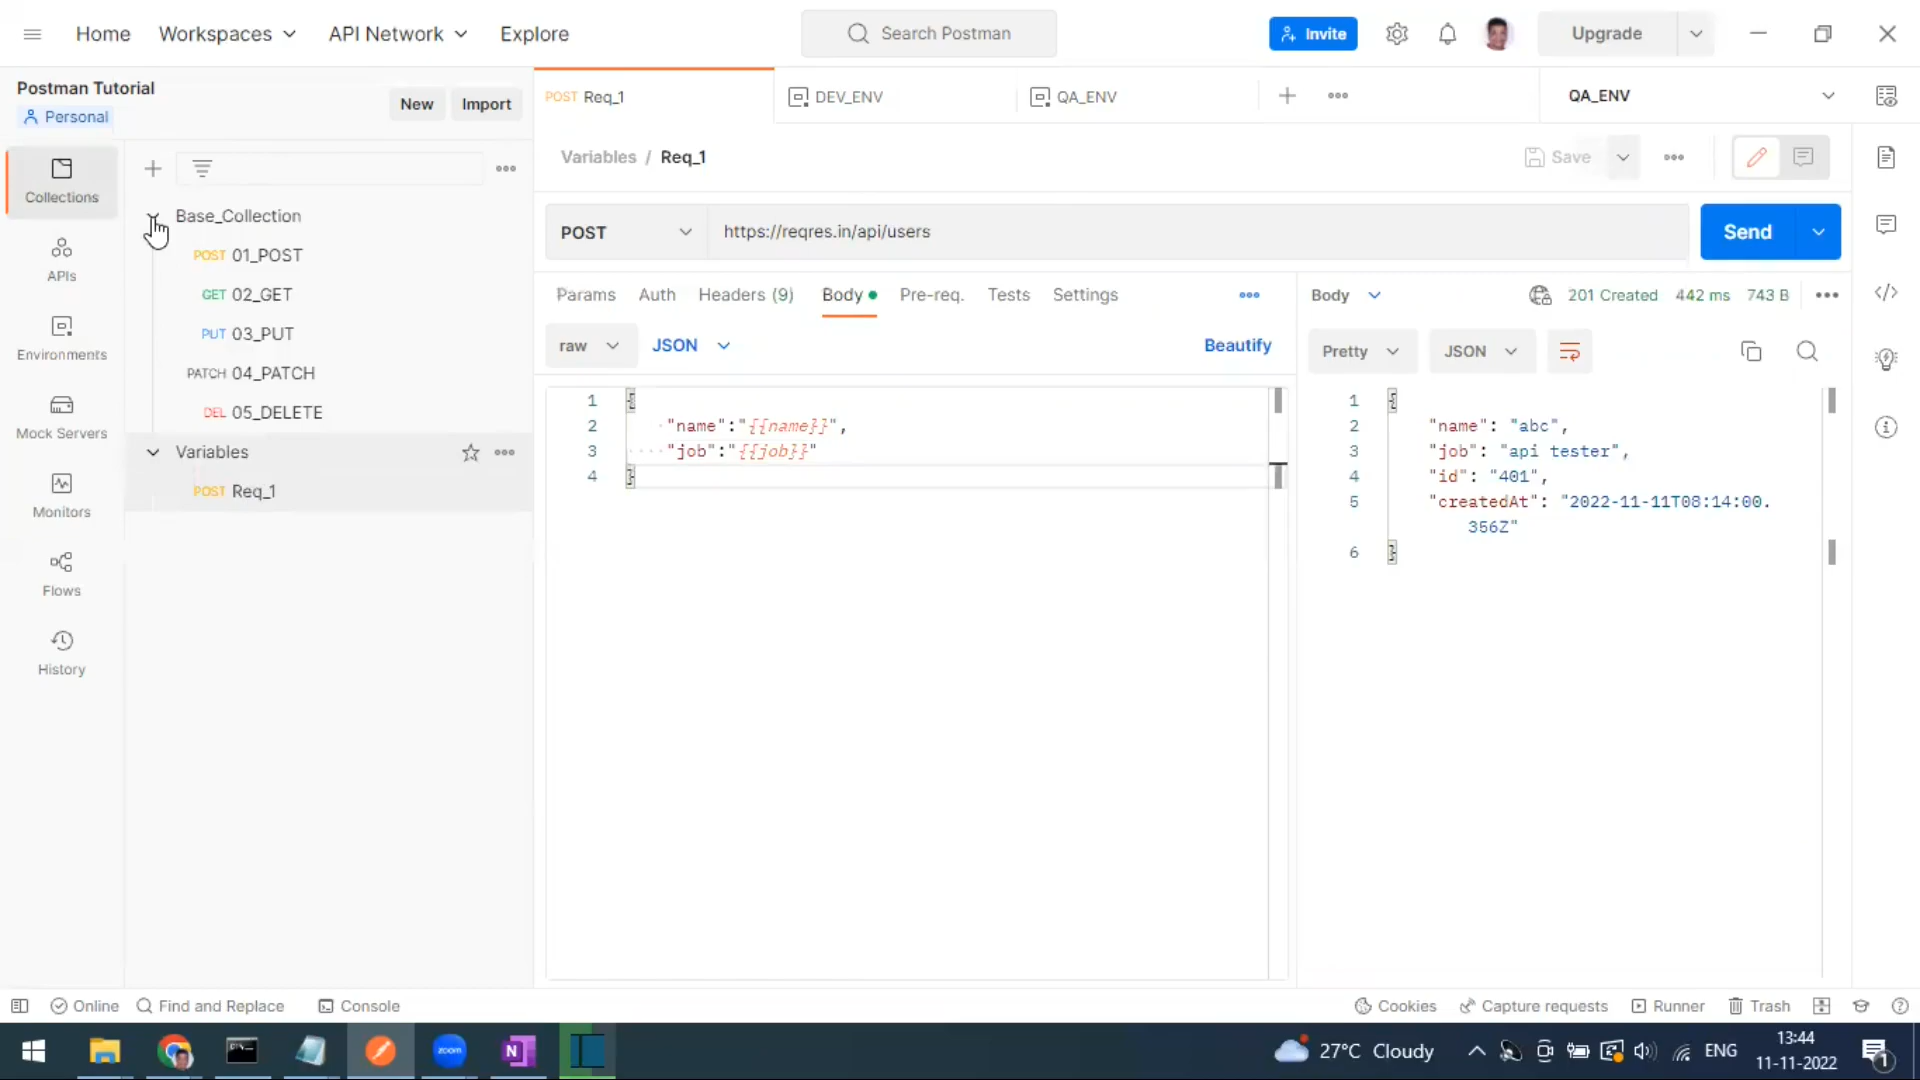 Home
Workspaces
API Network
Explore
Search Postman
Invite
Upgrade
Postman Tutorial
Personal
New
Import
POST Req_1
DEV_ENV
QA_ENV
QA_ENV
Collections
APIs
Environments
Mock Servers
Monitors
Flows
History
Base_Collection
POST 01_POST
GET 02_GET
PUT 03_PUT
PATCH 04_PATCH
DEL 05_DELETE
Variables
POST Req_1
Variables / Req_1
Save
POST
https://reqres.in/api/users
Send
Params
Auth
Headers (9)
Body
Pre-req.
Tests
Settings
raw
JSON
Beautify
1 {
2 "name":"{{name}}",
3 "job":"{{job}}"
4 }
Body
201 Created
442 ms
743 B
Pretty
JSON
1 {
2 "name": "abc",
3 "job": "api tester",
4 "id": "401",
5 "createdAt": "2022-11-11T08:14:00.
356Z"
6 }
Online
Find and Replace
Console
Cookies
Capture requests
Runner
Trash
zoom
N
27°C Cloudy
ENG
13:44
11-11-2022
1